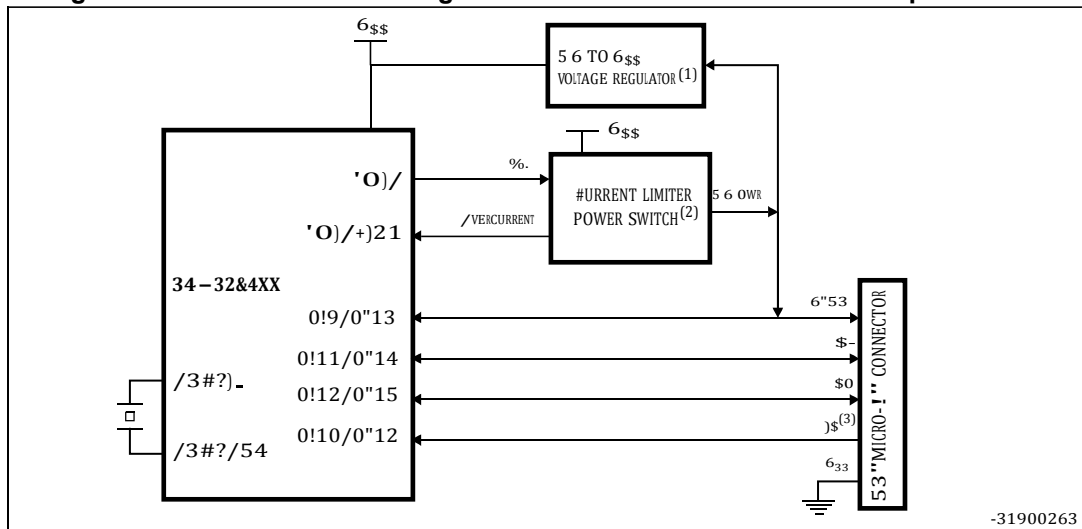 6$$
5 6 TO 6$$
VOLTAGE REGULATOR(1)
6$$
'O)/
%.
#URRENT LIMITER
POWER SWITCH(2)
5 6 0WR
'O)/+)21
/VERCURRENT
34-32&4XX
0!9/0"13
6"53
0!11/0"14
$-
0!12/0"15
$0
0!10/0"12
)$(3)
/3#?)-
/3#?/54
633
53"MICRO-!" CONNECTOR
-31900263